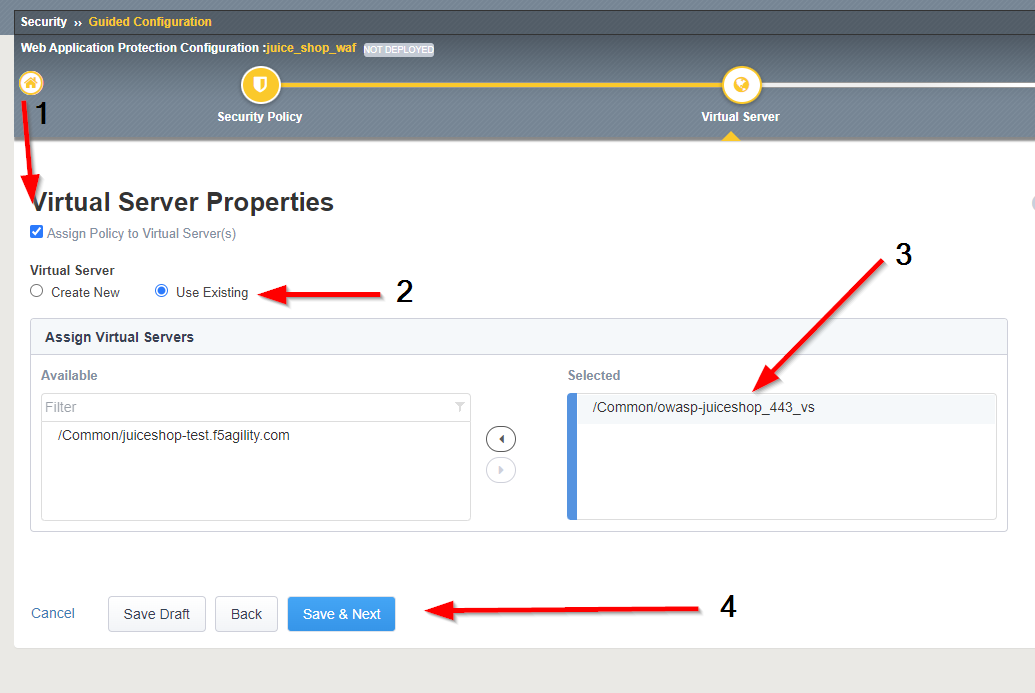 Security » Guided Configuration
Web Application Protection Configuration :juice_shop_waf NOT DEPLOYED
1
Security Policy
Virtual Server
Virtual Server Properties
Assign Policy to Virtual Server(s)
3
Virtual Server
Create New Use Existing 2
Assign Virtual Servers
Available Selected
Filter /Common/owasp-juiceshop_443_vs
/Common/juiceshop-test.f5agility.com
Cancel Save Draft Back Save & Next 4